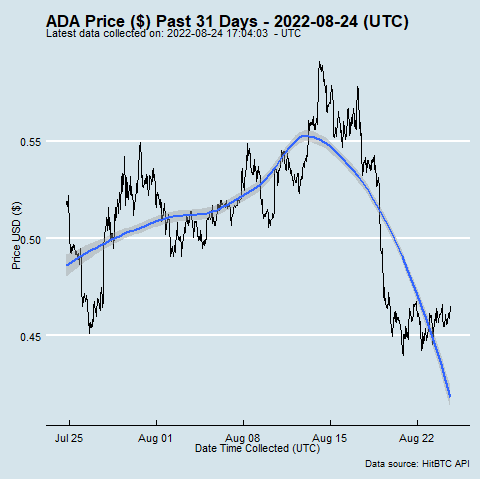 ADA Price ($) Past 31 Days - 2022-08-24 (UTC)
Latest data collected on: 2022-08-24 17:04:03 - UTC
0.55
0.50
0.45
Price USD ($)
Jul 25
Aug 01
Aug 08
Aug 15
Aug 22
Date Time Collected (UTC)
Data source: HitBTC API